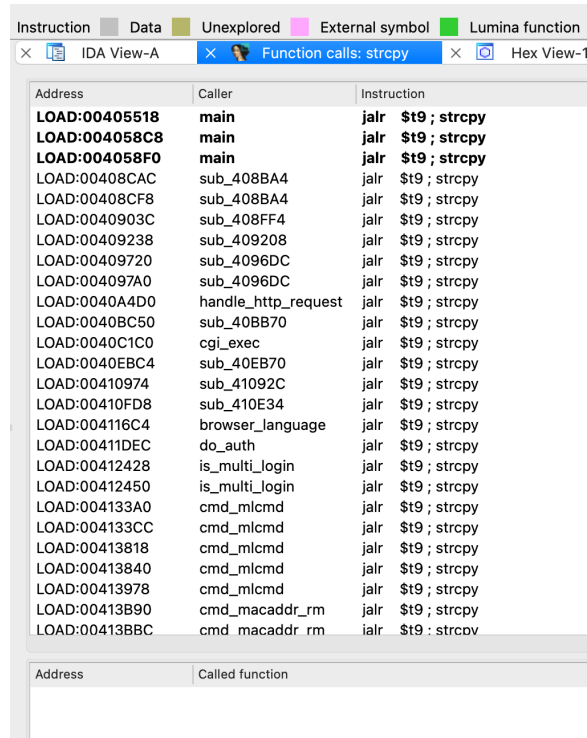 Instruction Data Unexplored External symbol Lumina function
× IDA View-A × Function calls: strcpy × Hex View-1
Address Caller Instruction
LOAD:00405518 main jalr $t9 ; strcpy
LOAD:004058C8 main jalr $t9 ; strcpy
LOAD:004058F0 main jalr $t9 ; strcpy
LOAD:00408CAC sub_408BA4 jalr $t9 ; strcpy
LOAD:00408CF8 sub_408BA4 jalr $t9 ; strcpy
LOAD:0040903C sub_408FF4 jalr $t9 ; strcpy
LOAD:00409238 sub_409208 jalr $t9 ; strcpy
LOAD:00409720 sub_4096DC jalr $t9 ; strcpy
LOAD:004097A0 sub_4096DC jalr $t9 ; strcpy
LOAD:0040A4D0 handle_http_request jalr $t9 ; strcpy
LOAD:0040BC50 sub_40BB70 jalr $t9 ; strcpy
LOAD:0040C1C0 cgi_exec jalr $t9 ; strcpy
LOAD:0040EBC4 sub_40EB70 jalr $t9 ; strcpy
LOAD:00410974 sub_41092C jalr $t9 ; strcpy
LOAD:00410FD8 sub_410E34 jalr $t9 ; strcpy
LOAD:004116C4 browser_language jalr $t9 ; strcpy
LOAD:00411DEC do_auth jalr $t9 ; strcpy
LOAD:00412428 is_multi_login jalr $t9 ; strcpy
LOAD:00412450 is_multi_login jalr $t9 ; strcpy
LOAD:004133A0 cmd_mlcmd jalr $t9 ; strcpy
LOAD:004133CC cmd_mlcmd jalr $t9 ; strcpy
LOAD:00413818 cmd_mlcmd jalr $t9 ; strcpy
LOAD:00413840 cmd_mlcmd jalr $t9 ; strcpy
LOAD:00413978 cmd_mlcmd jalr $t9 ; strcpy
LOAD:00413B90 cmd_macaddr_rm jalr $t9 ; strcpy
LOAD:00413BBC cmd_macaddr_rm jalr $t9 ; strcpy
Address Called function